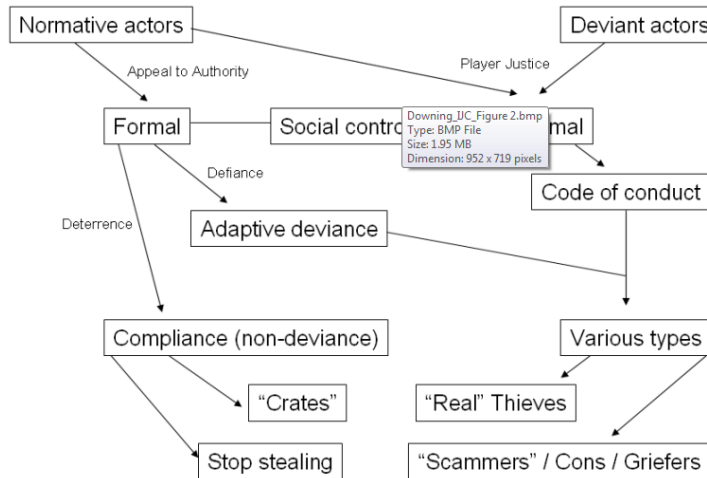 Normative actors
Deviant actors
Appeal to Authority
Player Justice
Formal
Social contro
mal
Downing_IJC_Figure 2.bmp
Type: BMP File
Size: 1.95 MB
Dimension: 952 x 719 pixels
Defiance
Code of conduct
Deterrence
Adaptive deviance
Compliance (non-deviance)
Various types
“Crates”
“Real” Thieves
Stop stealing
“Scammers” / Cons / Griefers